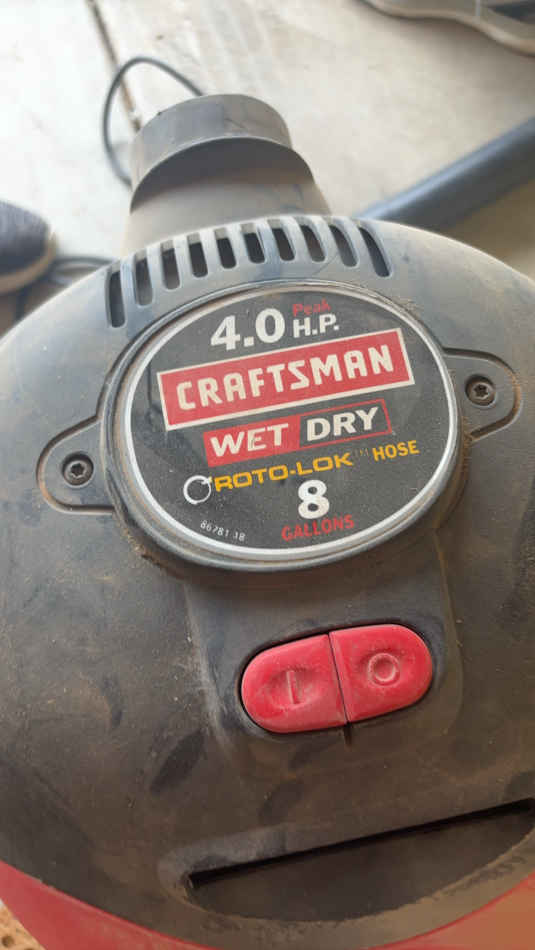 4.0 Peak H.P.
CRAFTSMAN
WET DRY
ROTO-LOK™ HOSE
8
GALLONS
86781 18
I O